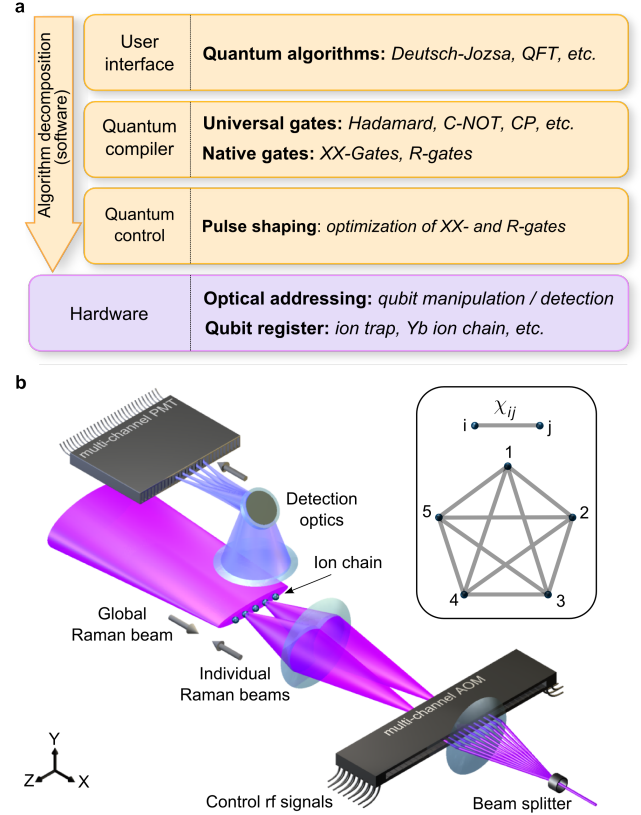 a
Algorithm decomposition
(software)
User
interface
Quantum algorithms: Deutsch-Jozsa, QFT, etc.
Quantum
compiler
Universal gates: Hadamard, C-NOT, CP, etc.
Native gates: XX-Gates, R-gates
Quantum
control
Pulse shaping: optimization of XX- and R-gates
Hardware
Optical addressing: qubit manipulation / detection
Qubit register: ion trap, Yb ion chain, etc.
b
multi-channel PMT
Detection
optics
Ion chain
Global
Raman beam
Individual
Raman beams
χij
i j
1
5 2
4 3
multi-channel AOM
Y
Z X
Control rf signals
Beam splitter